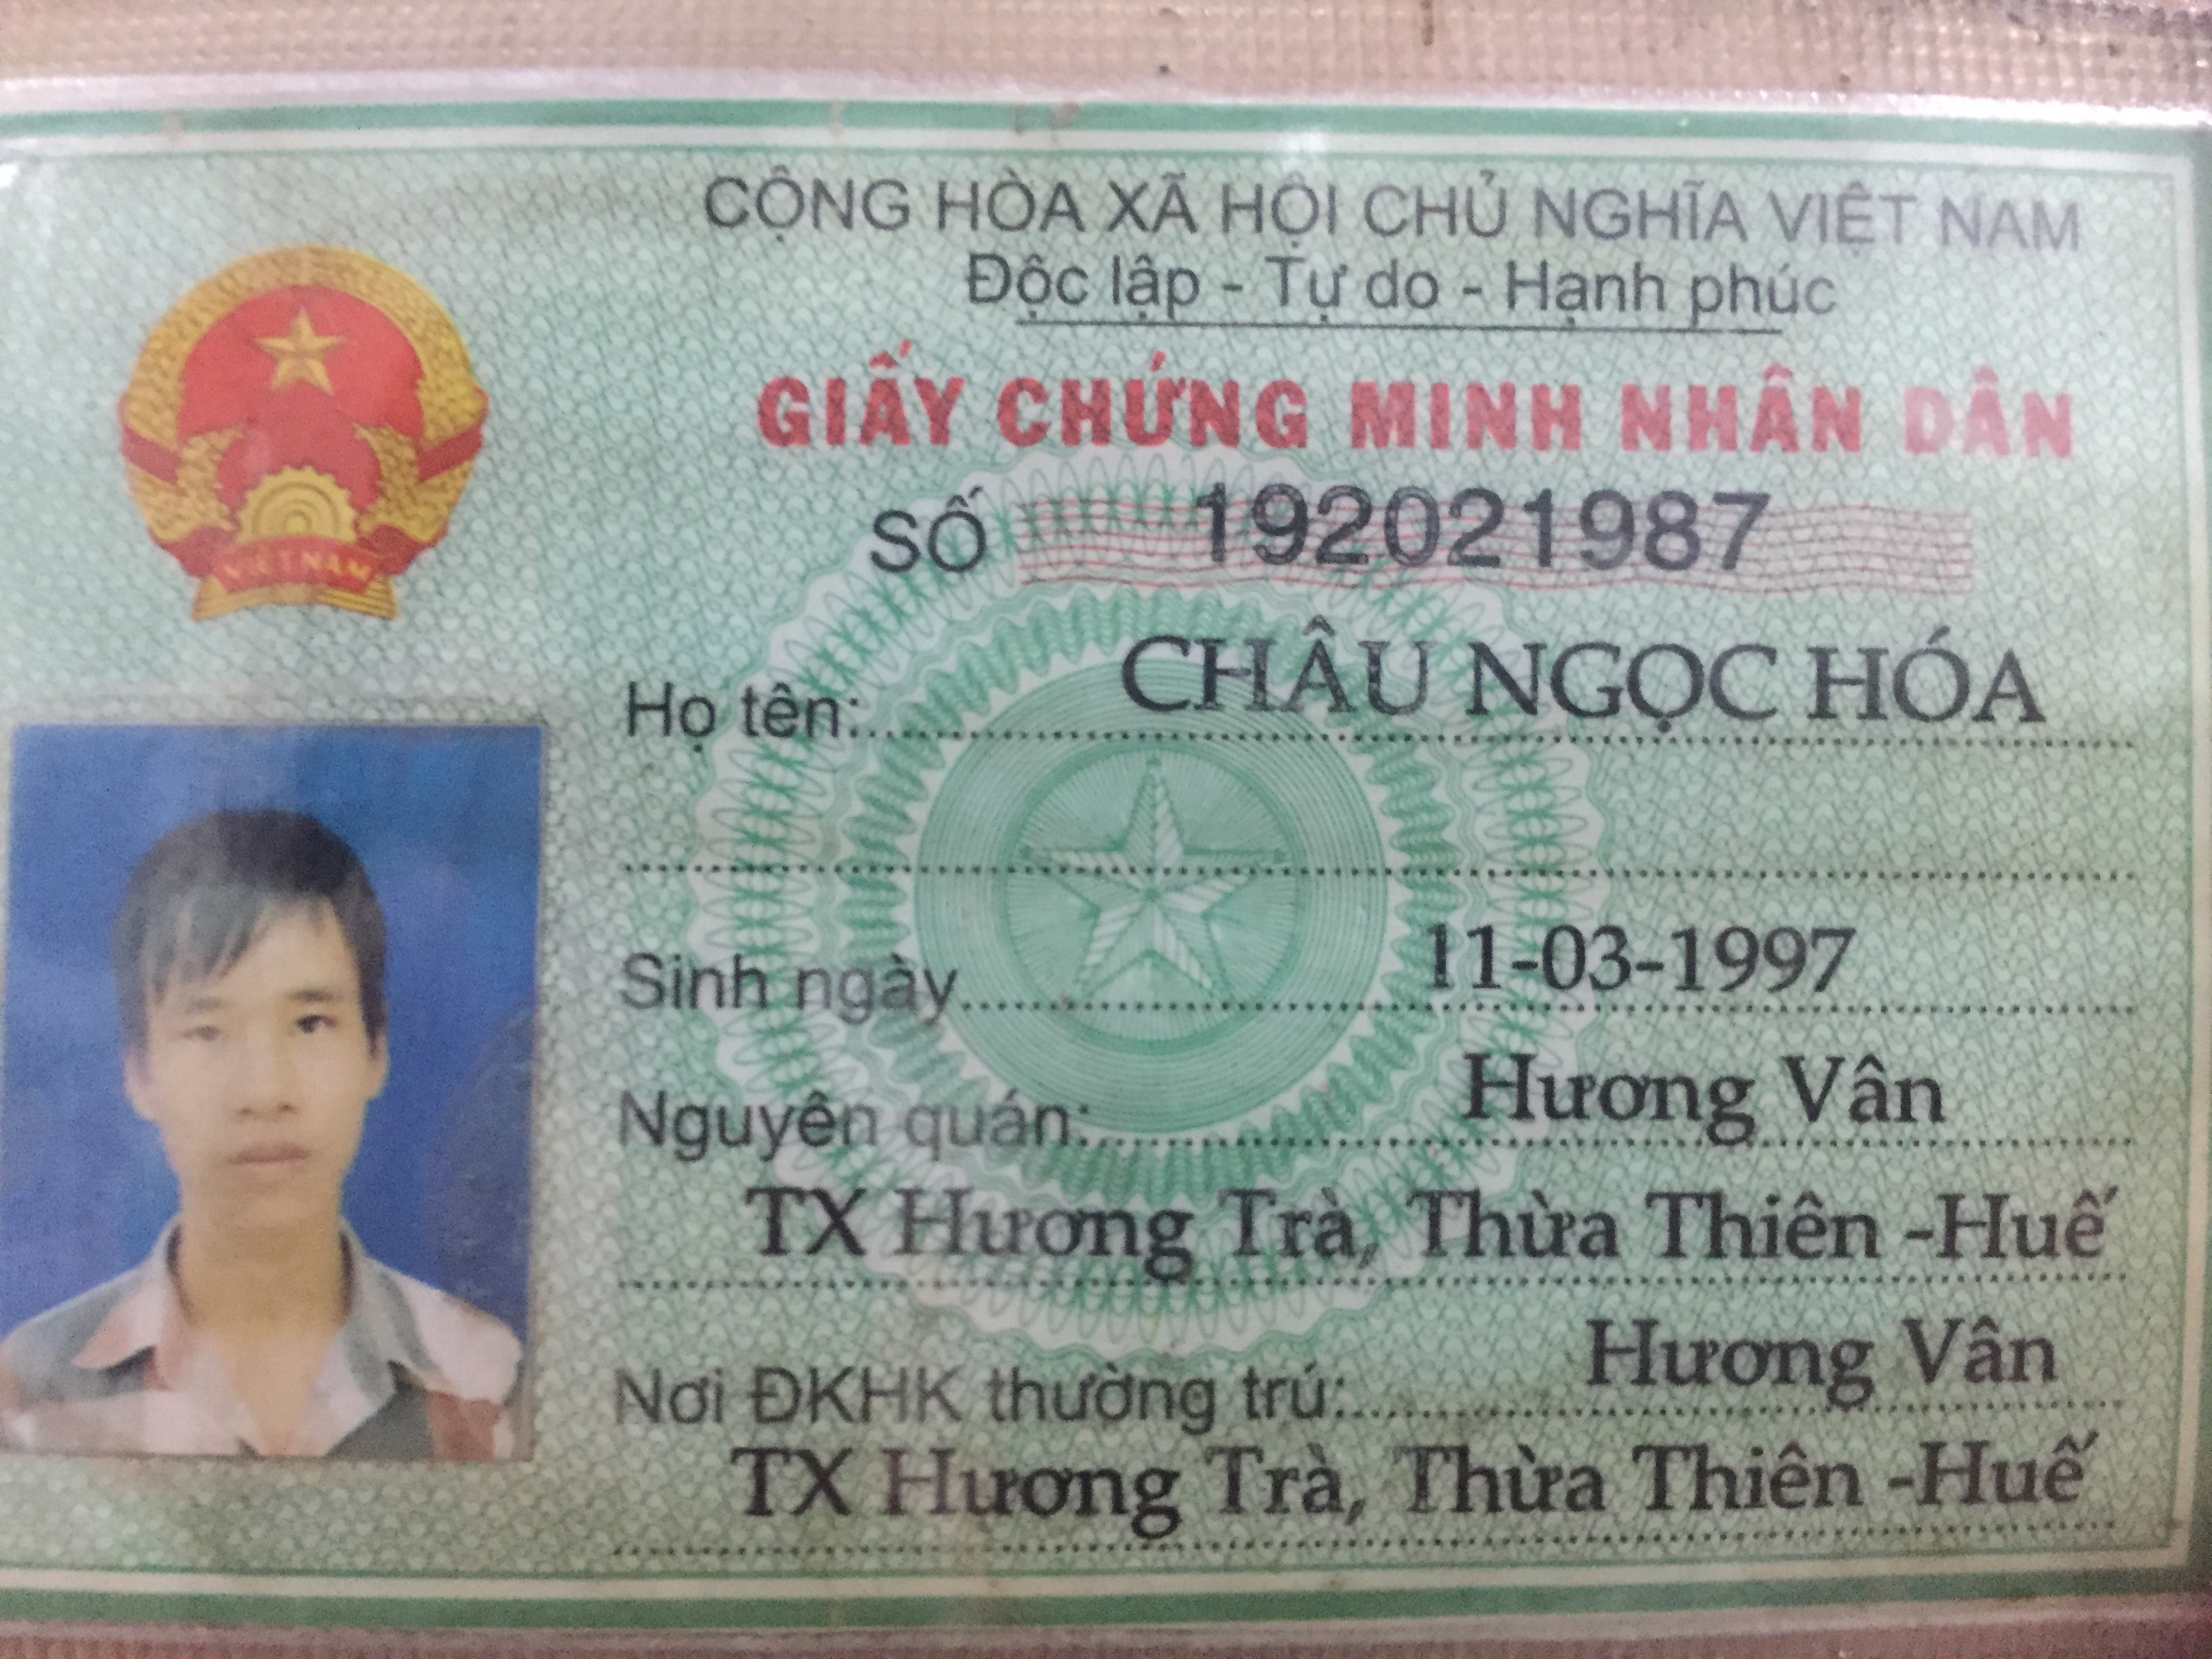 CỘNG HÒA XÃ HỘI CHỦ NGHĨA VIỆT NAM
Độc lập - Tự do - Hạnh phúc
GIẤY CHỨNG MINH NHÂN DÂN
SỐ 192021987
VIỆT NAM
Họ tên: CHÂU NGỌC HÓA
Sinh ngày 11-03-1997
Nguyên quán: Hương Vân
TX Hương Trà, Thừa Thiên -Huế
Nơi ĐKHK thường trú: Hương Vân
TX Hương Trà, Thừa Thiên -Huế